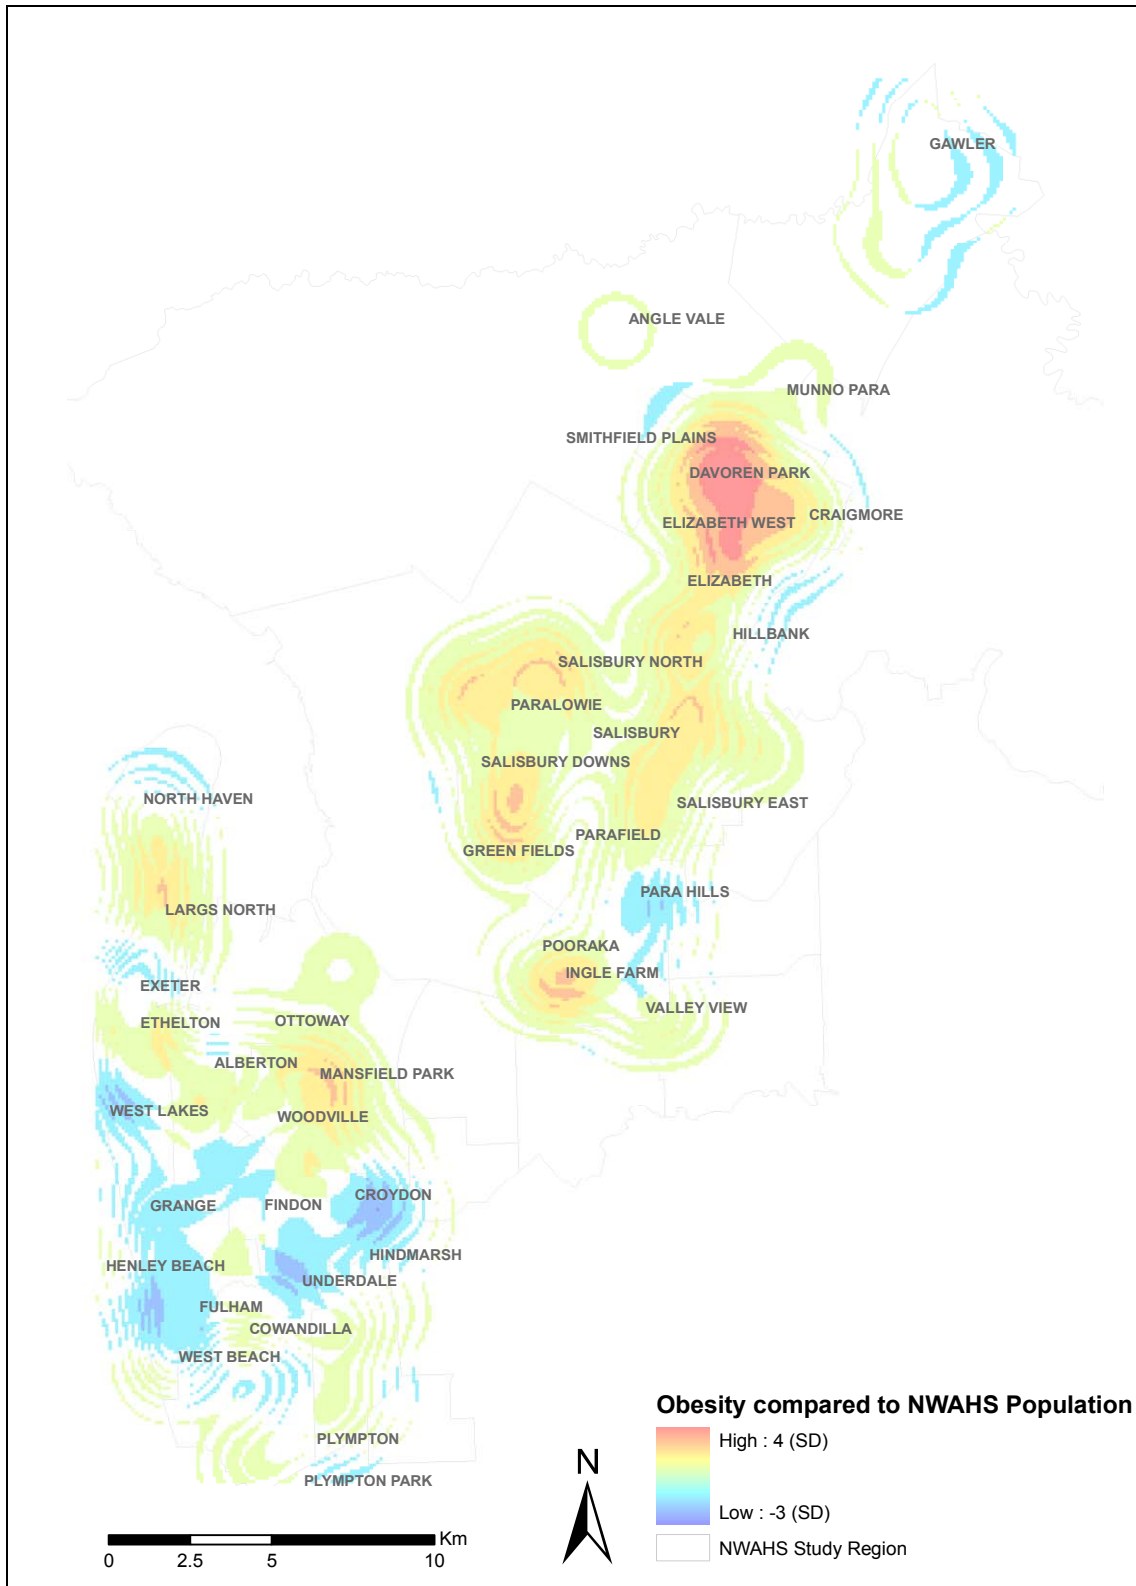 GAWLER
ANGLE VALE
MUNNO PARA
SMITHFIELD PLAINS
DAVOREN PARK
CRAIGMORE
ELIZABETH WEST
ELIZABETH
HILLBANK
SALISBURY NORTH
PARALOWIE
SALISBURY
SALISBURY DOWNS
NORTH HAVEN
SALISBURY EAST
PARAFIELD
GREEN FIELDS
PARA HILLS
LARGS NORTH
POORAKA
INGLE FARM
EXETER
VALLEY VIEW
ETHELTON
OTTOWAY
ALBERTON
MANSFIELD PARK
WEST LAKES
WOODVILLE
CROYDON
GRANGE
FINDON
HINDMARSH
HENLEY BEACH
UNDERDALE
FULHAM
COWANDILLA
WEST BEACH
PLYMPTON
PLYMPTON PARK
Obesity compared to NWAHS Population
High : 4 (SD)
Low : -3 (SD)
NWAHS Study Region
N
Km
0 2.5 5 10